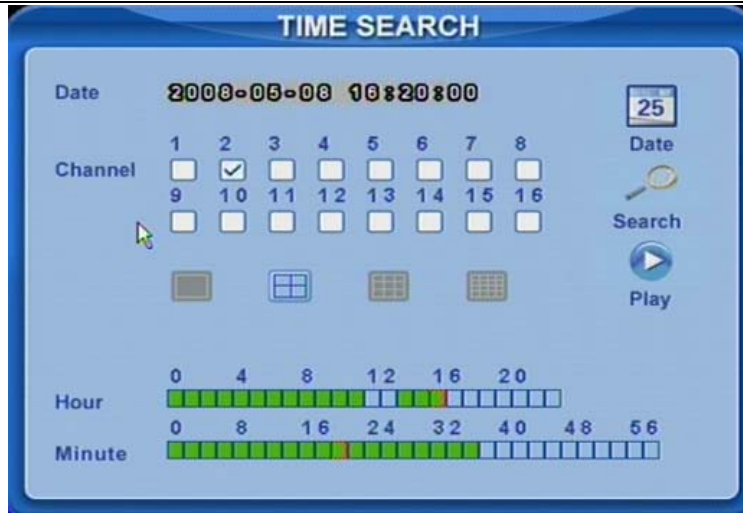 TIME SEARCH
Date 2008-05-08 16:20:00
25
Date
1 2 3 4 5 6 7 8
Channel
9 10 11 12 13 14 15 16
Search
Play
0 4 8 12 16 20
Hour
0 8 16 24 32 40 48 56
Minute